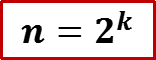 n = 2^k